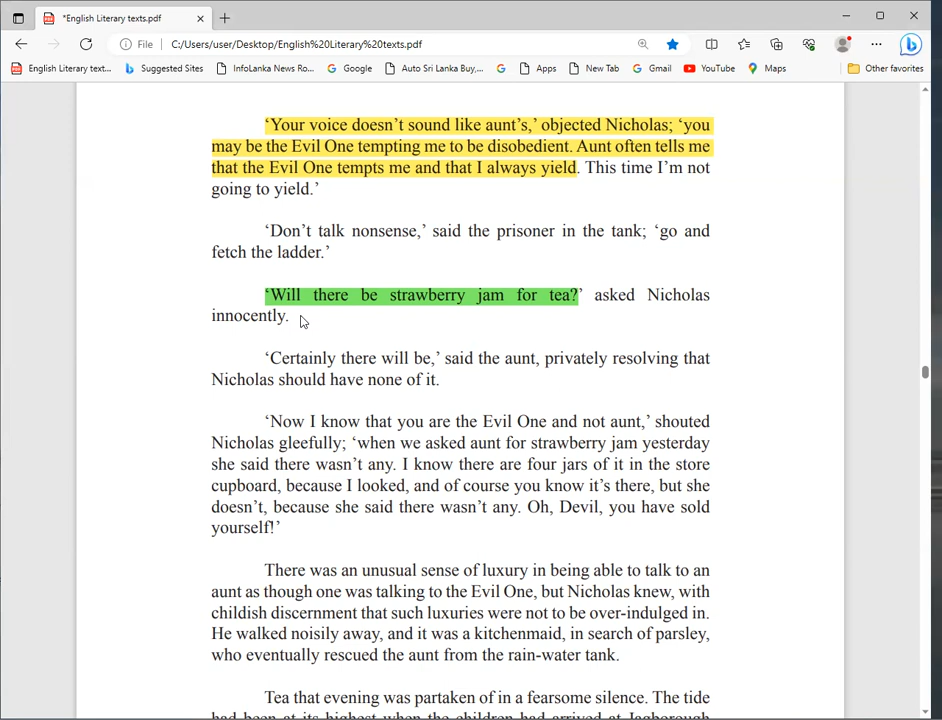 *English Literary texts.pdf
File
C:/Users/user/Desktop/English%20Literary%20texts.pdf
English Literary text...
Suggested Sites
InfoLanka News Ro...
Google
Auto Sri Lanka Buy,...
Apps
New Tab
Gmail
YouTube
Maps
Other favorites
‘Your voice doesn’t sound like aunt’s,’ objected Nicholas; ‘you
may be the Evil One tempting me to be disobedient. Aunt often tells me
that the Evil One tempts me and that I always yield. This time I’m not
going to yield.’
‘Don’t talk nonsense,’ said the prisoner in the tank; ‘go and
fetch the ladder.’
‘Will there be strawberry jam for tea?’ asked Nicholas
innocently.
‘Certainly there will be,’ said the aunt, privately resolving that
Nicholas should have none of it.
‘Now I know that you are the Evil One and not aunt,’ shouted
Nicholas gleefully; ‘when we asked aunt for strawberry jam yesterday
she said there wasn’t any. I know there are four jars of it in the store
cupboard, because I looked, and of course you know it’s there, but she
doesn’t, because she said there wasn’t any. Oh, Devil, you have sold
yourself!’
There was an unusual sense of luxury in being able to talk to an
aunt as though one was talking to the Evil One, but Nicholas knew, with
childish discernment that such luxuries were not to be over-indulged in.
He walked noisily away, and it was a kitchenmaid, in search of parsley,
who eventually rescued the aunt from the rain-water tank.
Tea that evening was partaken of in a fearsome silence. The tide
had been at its highest when the children had arrived at Jagborough